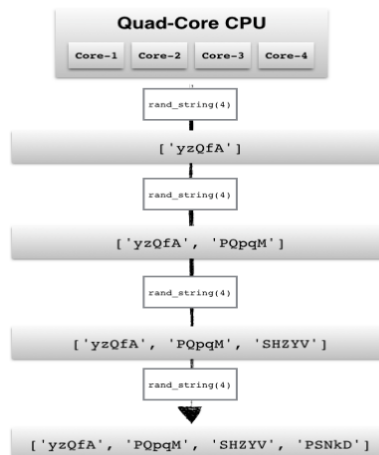 Quad-Core CPU
Core-1 Core-2 Core-3 Core-4
rand_string(4)
['yzQfA']
rand_string(4)
['yzQfA', 'PQpqM']
rand_string(4)
['yzQfA', 'PQpqM', 'SHZYV']
rand_string(4)
['yzQfA', 'PQpqM', 'SHZYV', 'PSNkD']